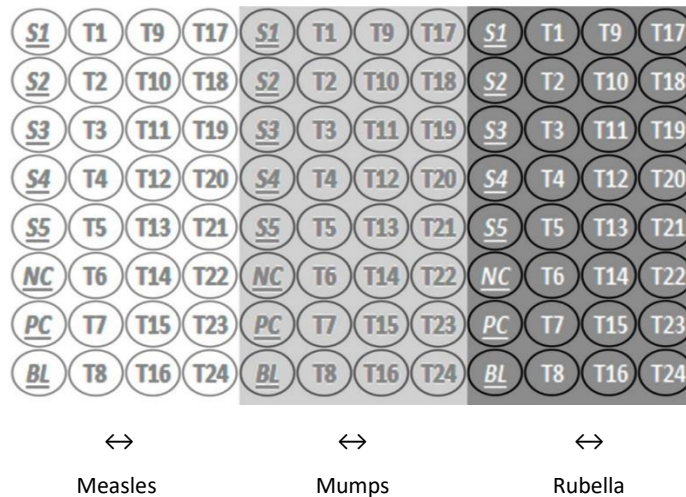 S1 T1 T9 T17 S1 T1 T9 T17 S1 T1 T9 T17
S2 T2 T10 T18 S2 T2 T10 T18 S2 T2 T10 T18
S3 T3 T11 T19 S3 T3 T11 T19 S3 T3 T11 T19
S4 T4 T12 T20 S4 T4 T12 T20 S4 T4 T12 T20
S5 T5 T13 T21 S5 T5 T13 T21 S5 T5 T13 T21
NC T6 T14 T22 NC T6 T14 T22 NC T6 T14 T22
PC T7 T15 T23 PC T7 T15 T23 PC T7 T15 T23
BL T8 T16 T24 BL T8 T16 T24 BL T8 T16 T24
↔ ↔ ↔
Measles Mumps Rubella